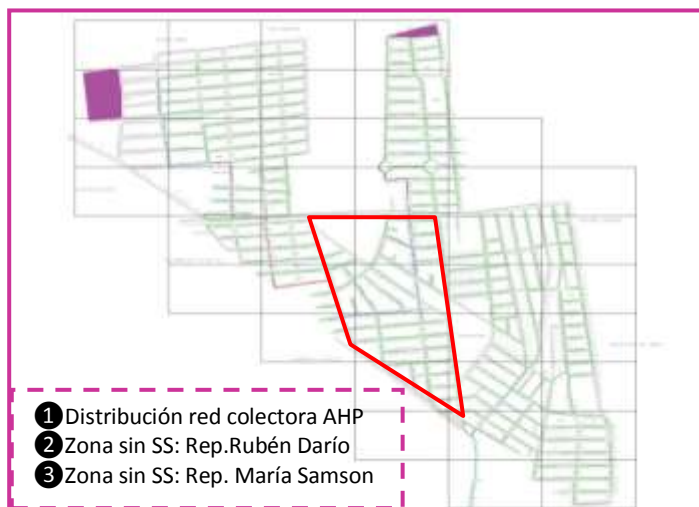 ❶Distribución red colectora AHP
❷Zona sin SS: Rep.Rubén Darío
❸Zona sin SS: Rep. María Samson